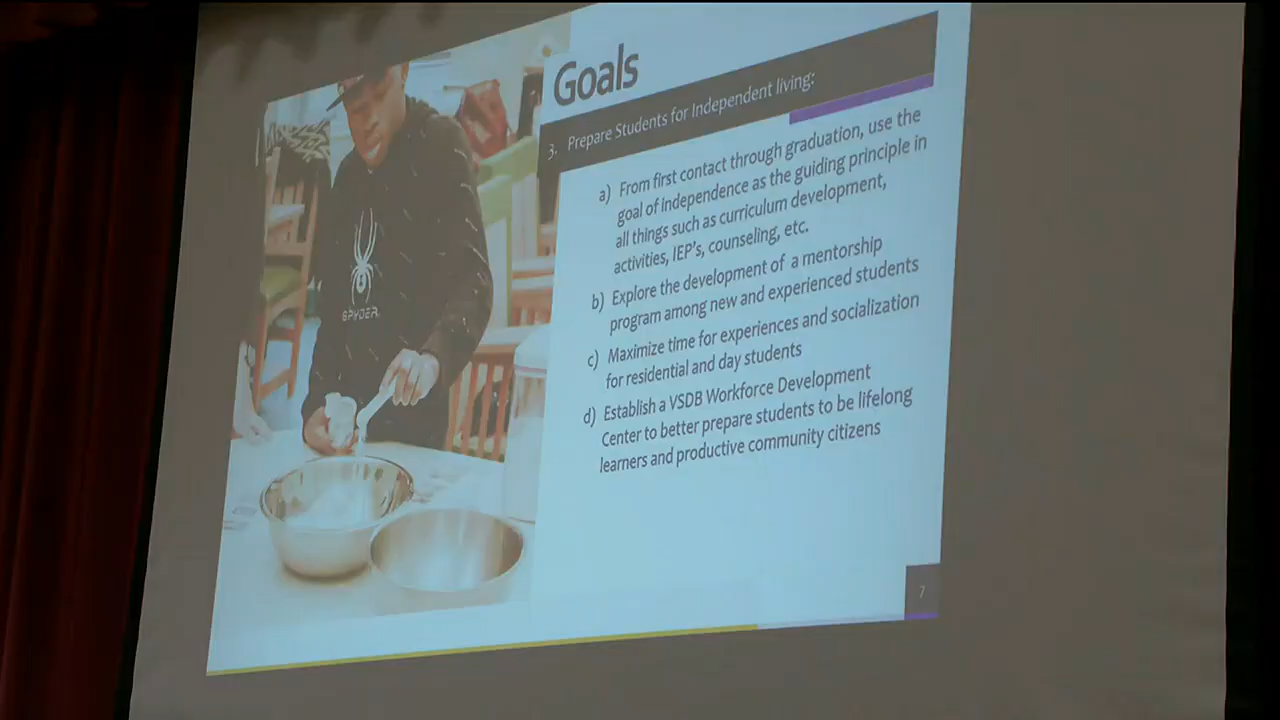 Goals
3. Prepare Students for Independent living:
a) From first contact through graduation, use the
goal of independence as the guiding principle in
all things such as curriculum development,
activities, IEP's, counseling, etc.
b) Explore the development of a mentorship
program among new and experienced students
c) Maximize time for experiences and socialization
for residential and day students
d) Establish a VSDB Workforce Development
Center to better prepare students to be lifelong
learners and productive community citizens
SPYDER
7